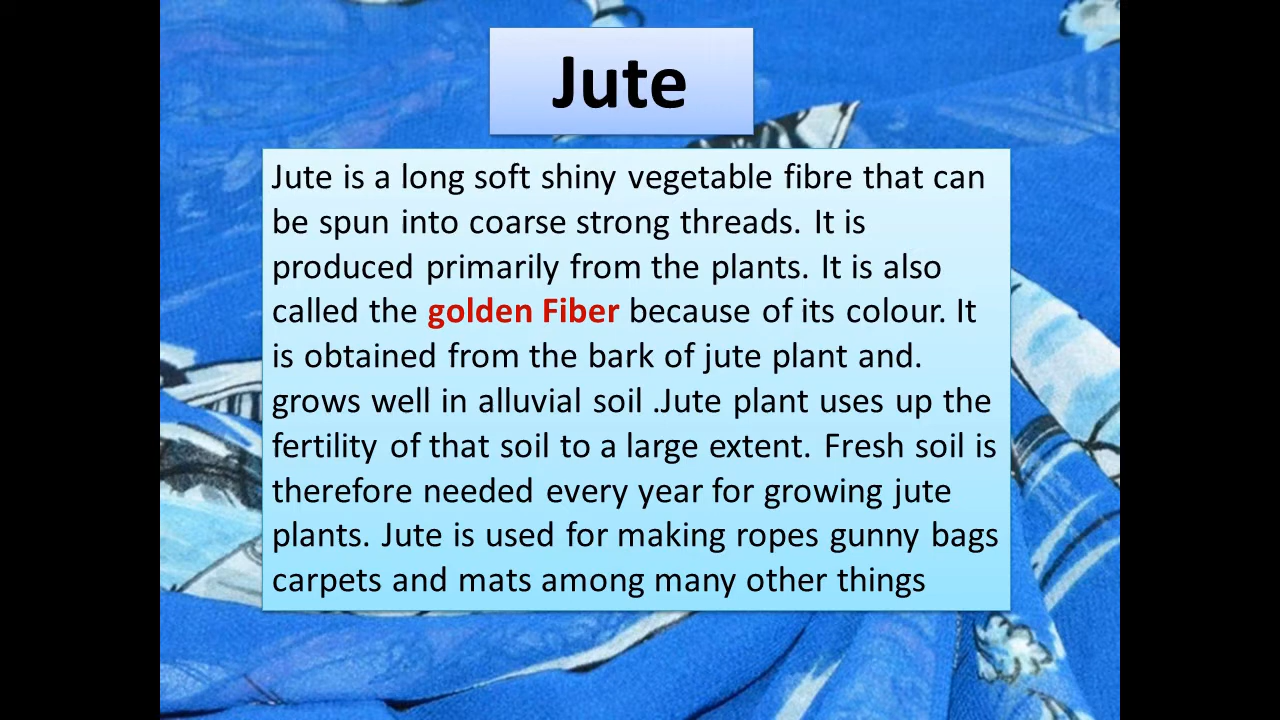 Jute
Jute is a long soft shiny vegetable fibre that can
be spun into coarse strong threads. It is
produced primarily from the plants. It is also
called the golden Fiber because of its colour. It
is obtained from the bark of jute plant and.
grows well in alluvial soil .Jute plant uses up the
fertility of that soil to a large extent. Fresh soil is
therefore needed every year for growing jute
plants. Jute is used for making ropes gunny bags
carpets and mats among many other things